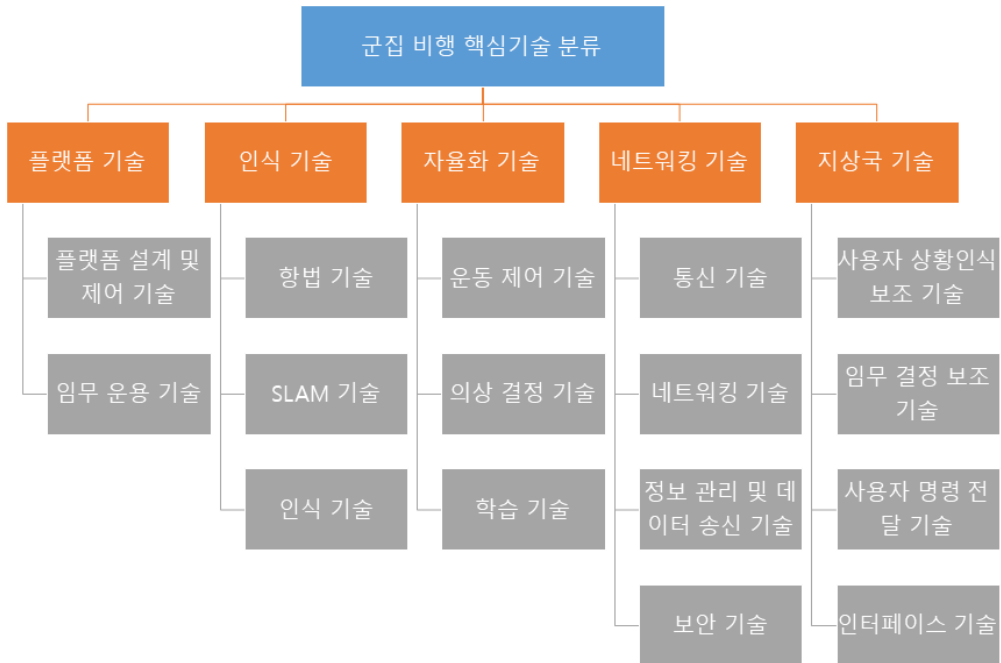 군집 비행 핵심기술 분류
플랫폼 기술
인식 기술
자율화 기술
네트워킹 기술
지상국 기술
플랫폼 설계 및
제어 기술
임무 운용 기술
항법 기술
SLAM 기술
인식 기술
운동 제어 기술
의상 결정 기술
학습 기술
통신 기술
네트워킹 기술
정보 관리 및 데
이터 송신 기술
보안 기술
사용자 상황인식
보조 기술
임무 결정 보조
기술
사용자 명령 전
달 기술
인터페이스 기술